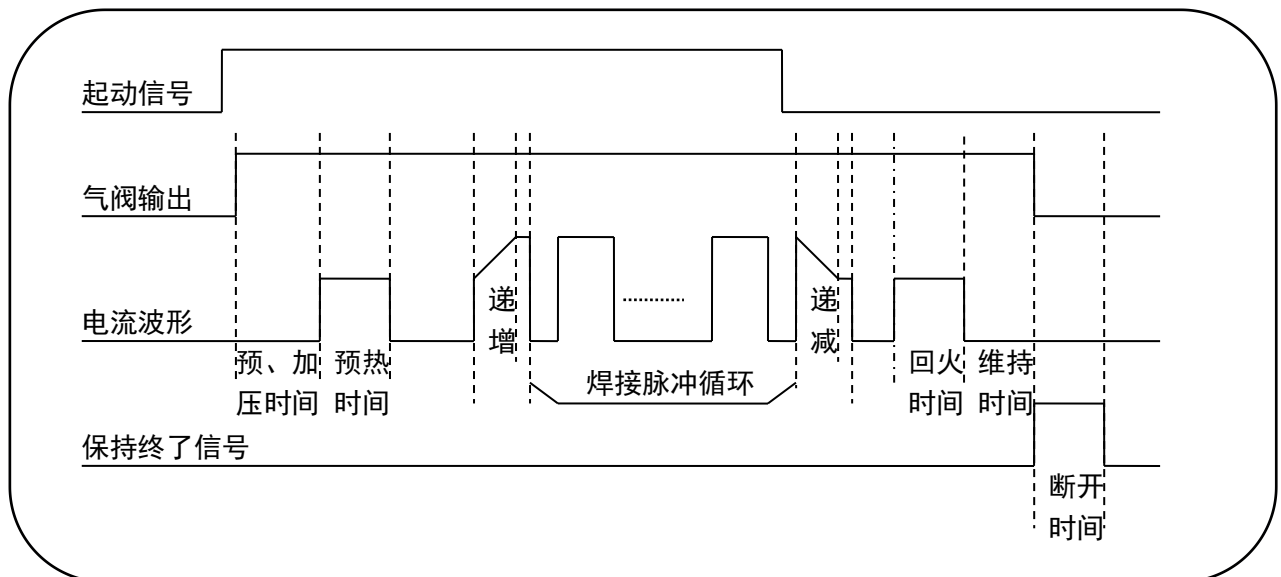 起动信号
气阀输出
电流波形
递
增
............
递
减
预、加
压时间
预热
时间
焊接脉冲循环
回火
时间
维持
时间
保持终了信号
断开
时间